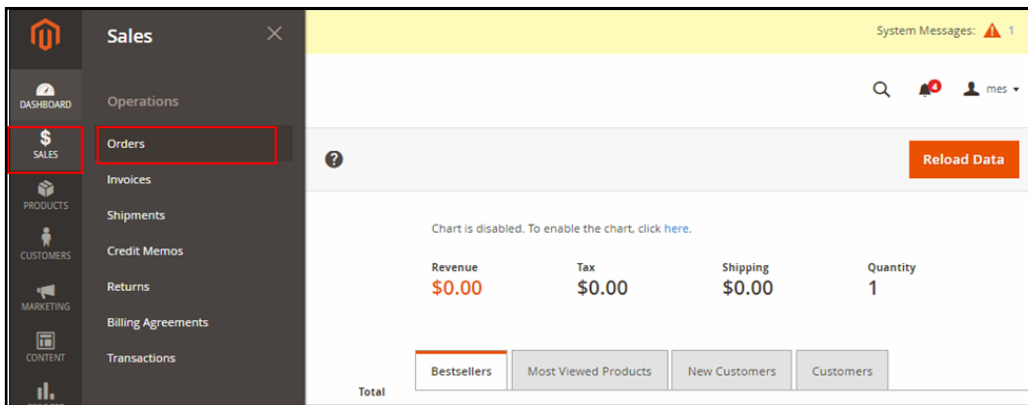 System Messages: 1
Sales
DASHBOARD
Operations
4
mes
SALES
Orders
Reload Data
PRODUCTS
Invoices
Shipments
CUSTOMERS
Credit Memos
Chart is disabled. To enable the chart, click here.
Revenue Tax Shipping Quantity
$0.00 $0.00 $0.00 1
MARKETING
Returns
Billing Agreements
CONTENT
Transactions
Bestsellers Most Viewed Products New Customers Customers
Total